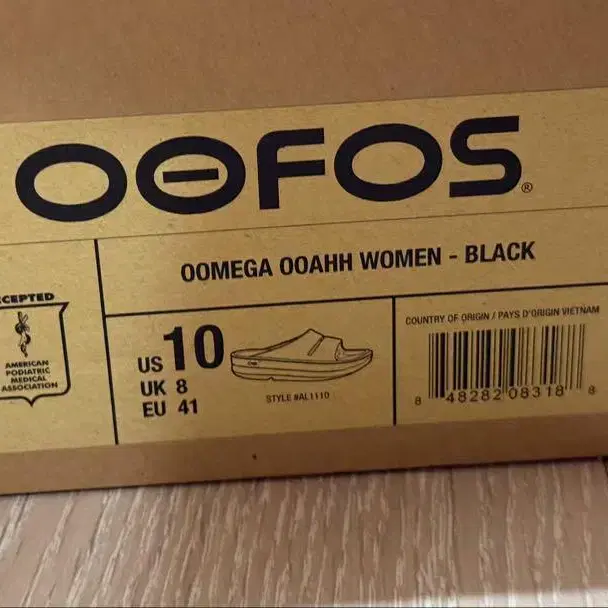 OOFOS®
OOMEGA OOAHH WOMEN - BLACK
AMERICAN
PODIATRIC
MEDICAL
ASSOCIATION
US 10
UK 8
EU 41
STYLE #AL1110
COUNTRY OF ORIGIN / PAYS D'ORIGIN VIETNAM
8 48282 08318 8